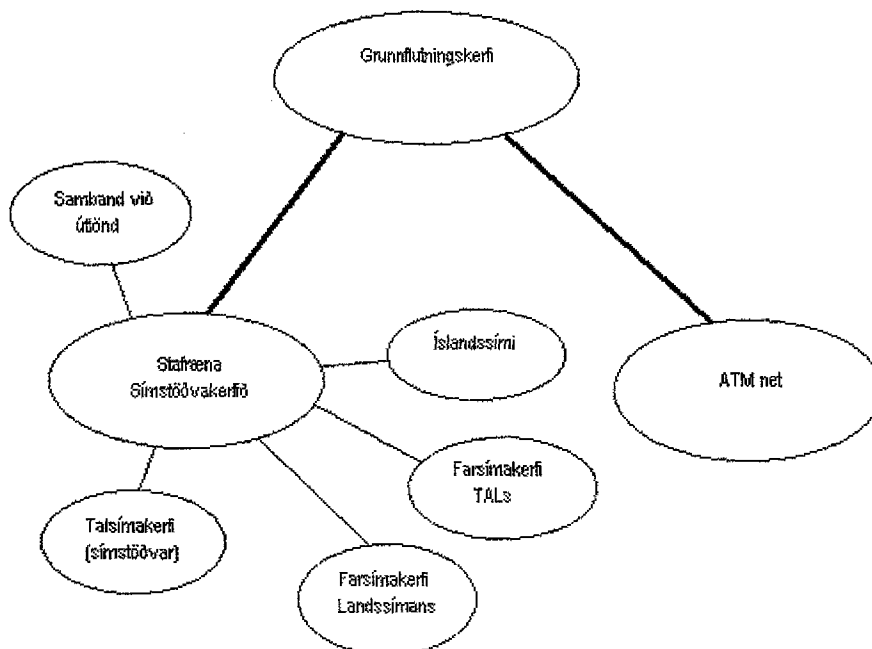 Grunnflutningskerfi
Samband við
útlönd
Stafræna
Símstöðvakerfið
Íslandssími
ATM net
Farsímakerfi
TALs
Talsímakerfi
(símstöðvar)
Farsímakerfi
Landssímans